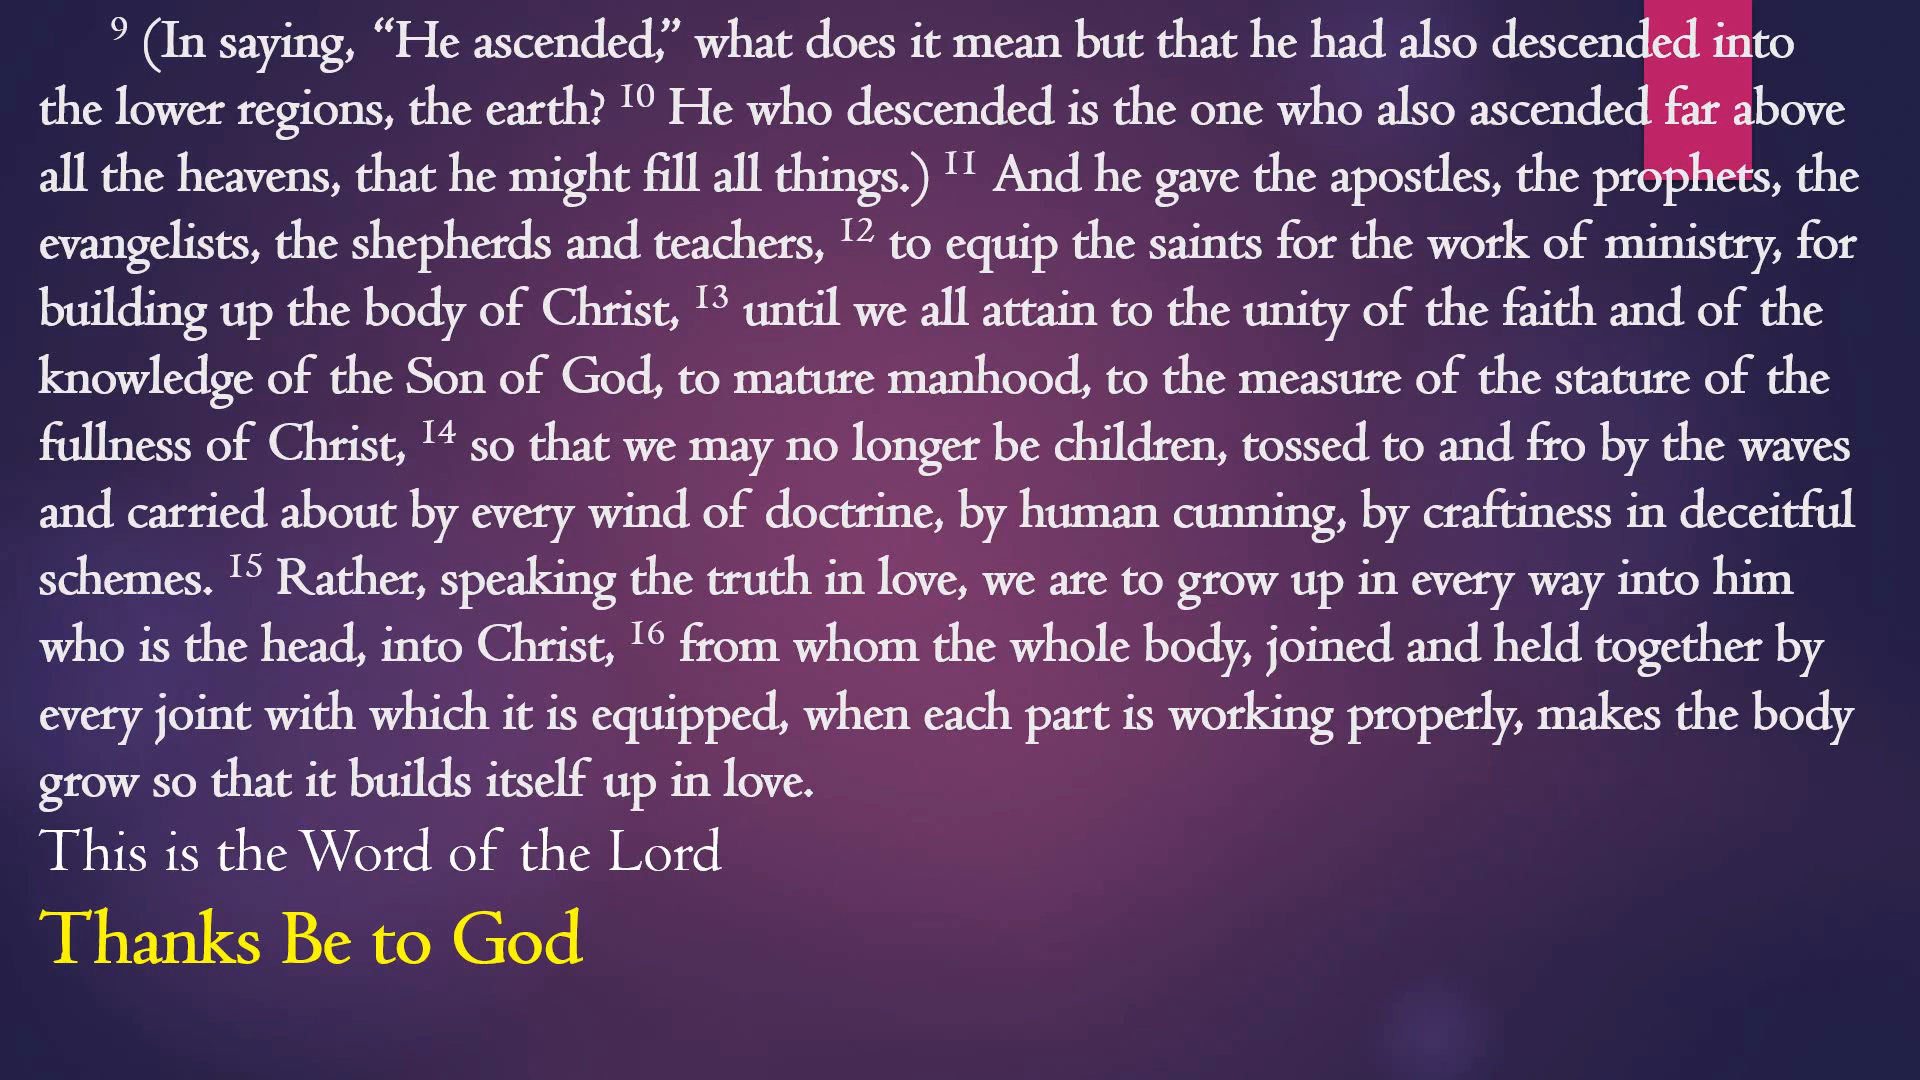 9 (In saying, “He ascended,” what does it mean but that he had also descended into
the lower regions, the earth? 10 He who descended is the one who also ascended far above
all the heavens, that he might fill all things.) 11 And he gave the apostles, the prophets, the
evangelists, the shepherds and teachers, 12 to equip the saints for the work of ministry, for
building up the body of Christ, 13 until we all attain to the unity of the faith and of the
knowledge of the Son of God, to mature manhood, to the measure of the stature of the
fullness of Christ, 14 so that we may no longer be children, tossed to and fro by the waves
and carried about by every wind of doctrine, by human cunning, by craftiness in deceitful
schemes. 15 Rather, speaking the truth in love, we are to grow up in every way into him
who is the head, into Christ, 16 from whom the whole body, joined and held together by
every joint with which it is equipped, when each part is working properly, makes the body
grow so that it builds itself up in love.
This is the Word of the Lord
Thanks Be to God